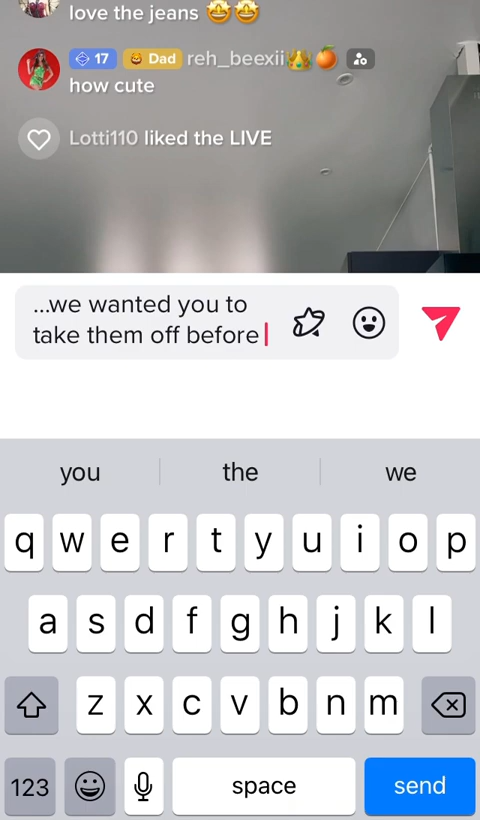 love the jeans 🤩🤩
17 😃 Dad reh_beexii👑🍊
how cute
Lotti110 liked the LIVE
...we wanted you to
take them off before
you the we
q w e r t y u i o p
a s d f g h j k l
z x c v b n m
123 space send